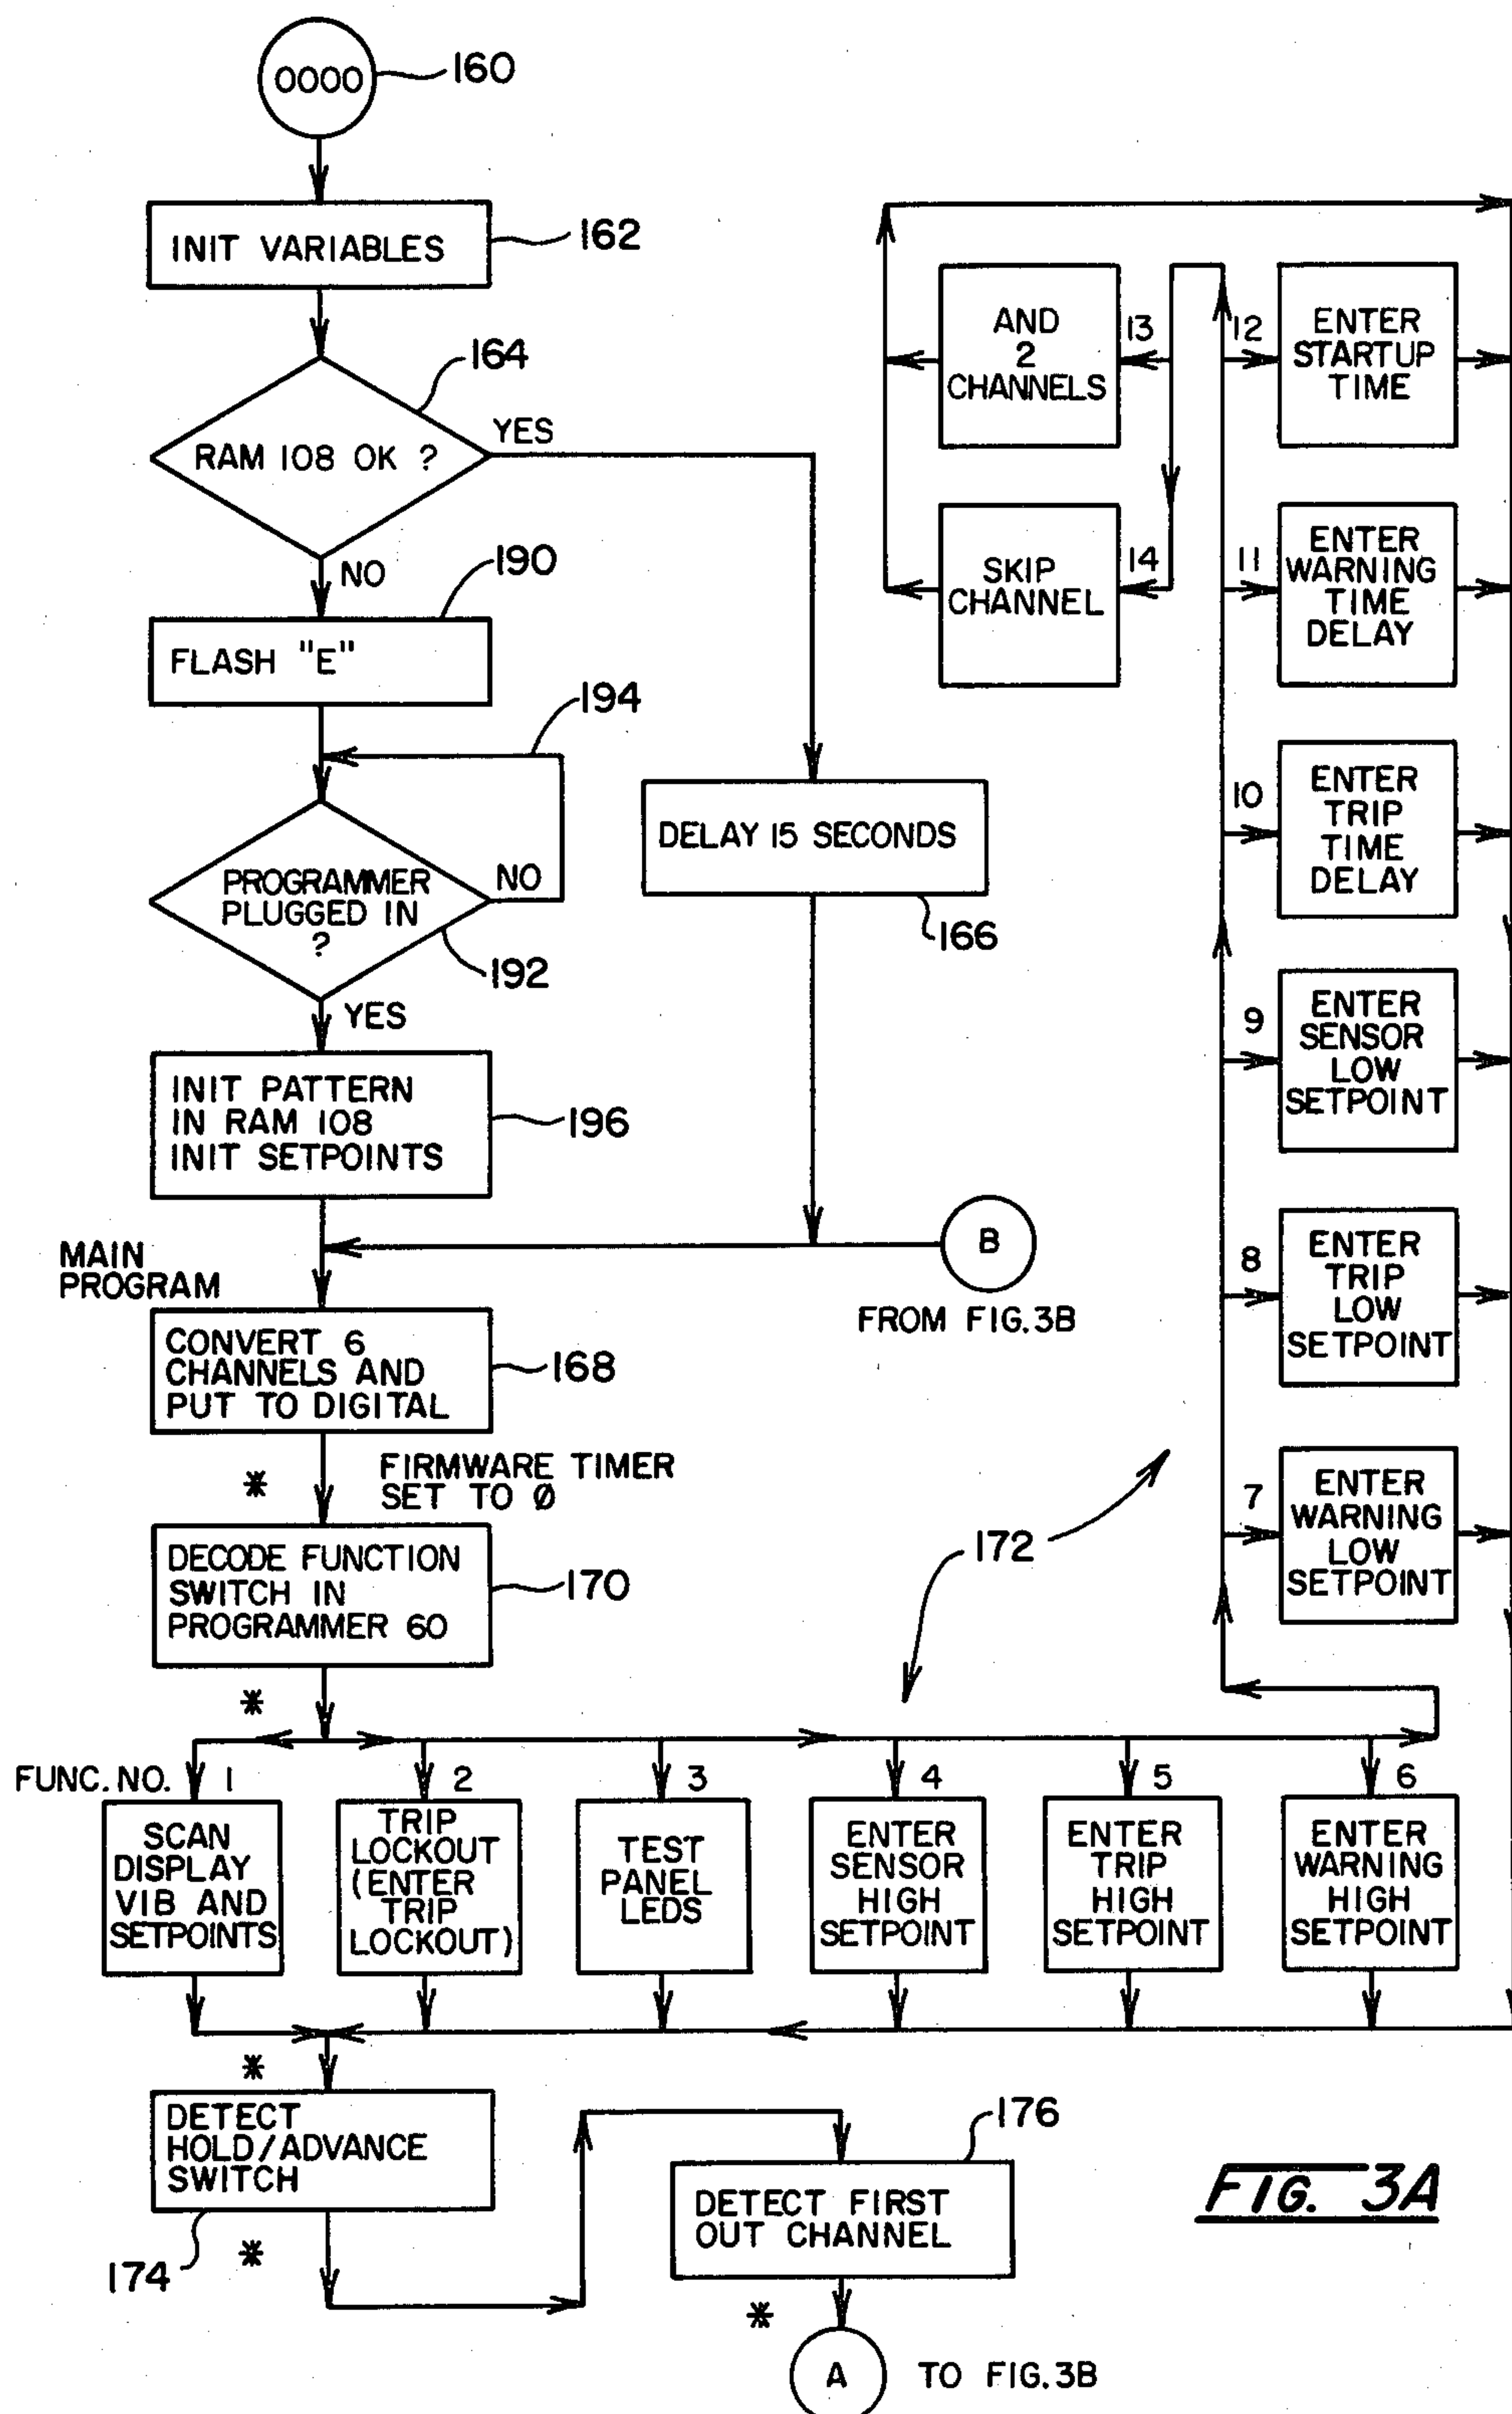 0000
160
INIT VARIABLES
162
164
RAM 108 OK ?
YES
NO
190
FLASH "E"
194
PROGRAMMER
PLUGGED IN
?
NO
192
YES
DELAY 15 SECONDS
166
INIT PATTERN
IN RAM 108
INIT SETPOINTS
196
MAIN
PROGRAM
B
FROM FIG. 3B
CONVERT 6
CHANNELS AND
PUT TO DIGITAL
168
*
FIRMWARE TIMER
SET TO Ø
DECODE FUNCTION
SWITCH IN
PROGRAMMER 60
170
*
172
AND
2
CHANNELS
13
SKIP
CHANNEL
14
12
ENTER
STARTUP
TIME
11
ENTER
WARNING
TIME
DELAY
10
ENTER
TRIP
TIME
DELAY
9
ENTER
SENSOR
LOW
SETPOINT
8
ENTER
TRIP
LOW
SETPOINT
7
ENTER
WARNING
LOW
SETPOINT
FUNC. NO. 1
2
3
4
5
6
SCAN
DISPLAY
VIB AND
SETPOINTS
TRIP
LOCKOUT
(ENTER
TRIP
LOCKOUT)
TEST
PANEL
LEDS
ENTER
SENSOR
HIGH
SETPOINT
ENTER
TRIP
HIGH
SETPOINT
ENTER
WARNING
HIGH
SETPOINT
*
DETECT
HOLD/ADVANCE
SWITCH
174
*
176
DETECT FIRST
OUT CHANNEL
*
A
TO FIG. 3B
FIG. 3A